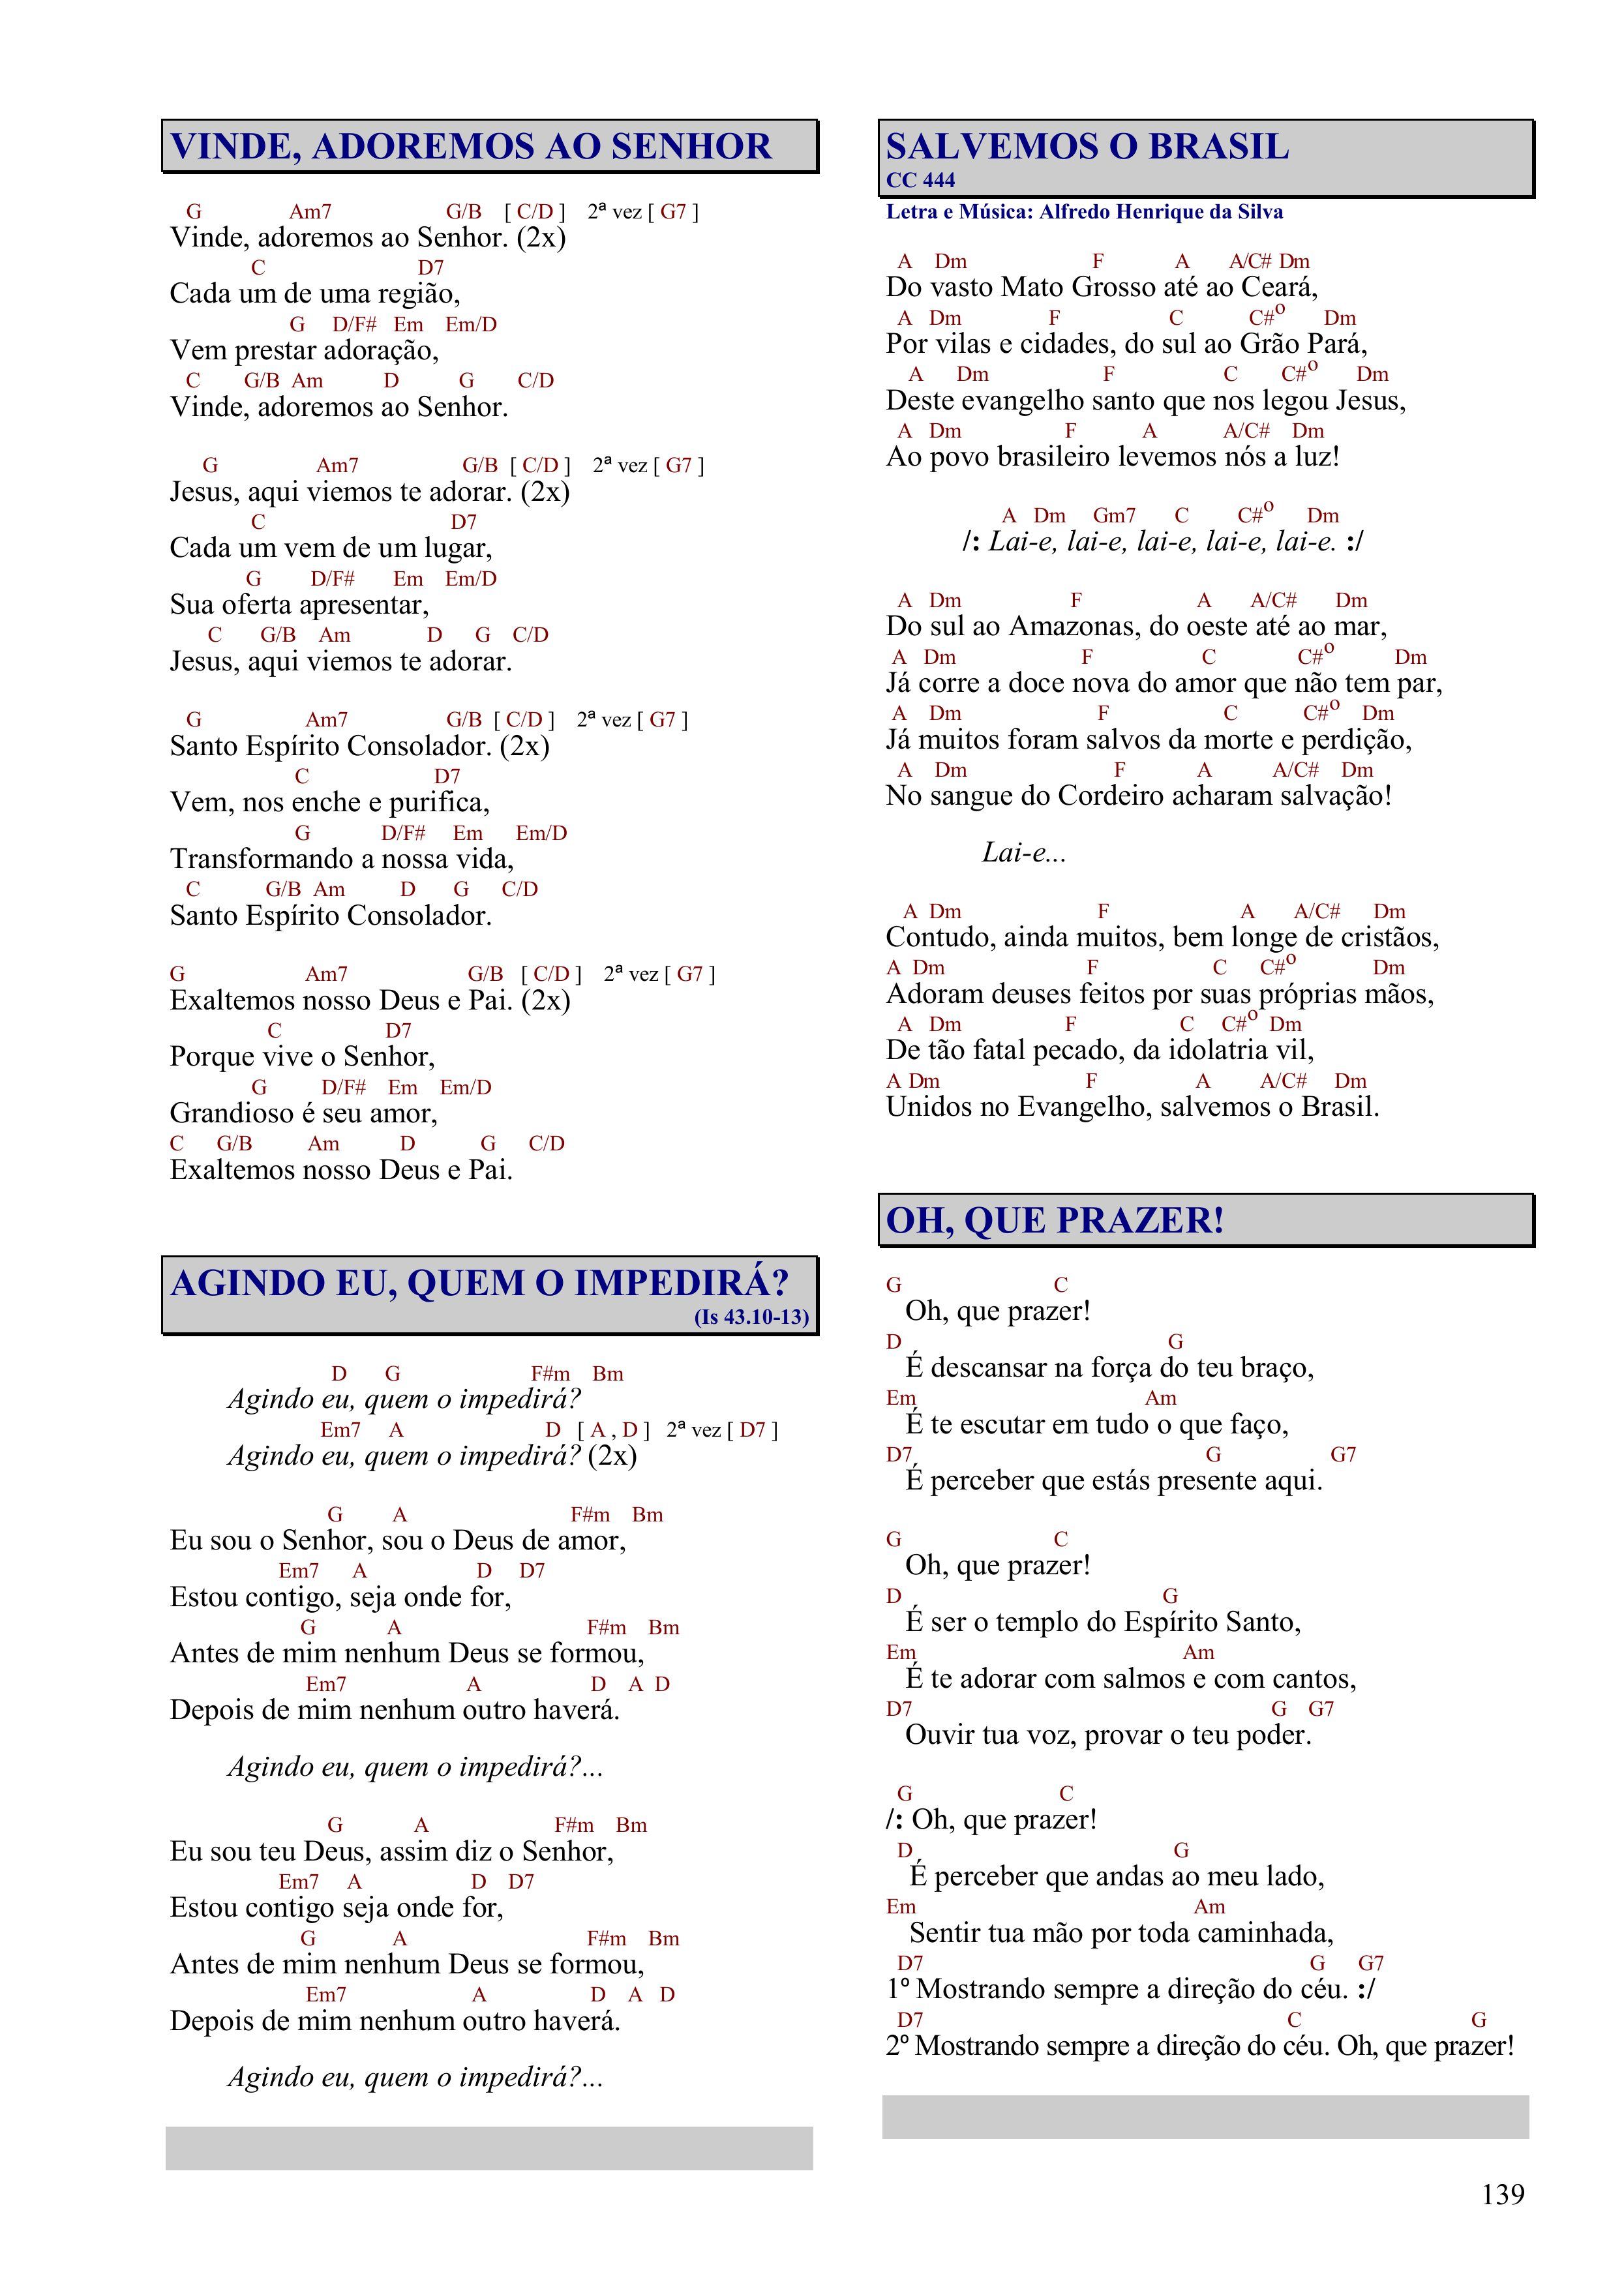 VINDE, ADOREMOS AO SENHOR
G Am7 G/B [ C/D ] 2ª vez [ G7 ]
Vinde, adoremos ao Senhor. (2x)
C D7
Cada um de uma região,
G D/F# Em Em/D
Vem prestar adoração,
C G/B Am D G C/D
Vinde, adoremos ao Senhor.
G Am7 G/B [ C/D ] 2ª vez [ G7 ]
Jesus, aqui viemos te adorar. (2x)
C D7
Cada um vem de um lugar,
G D/F# Em Em/D
Sua oferta apresentar,
C G/B Am D G C/D
Jesus, aqui viemos te adorar.
G Am7 G/B [ C/D ] 2ª vez [ G7 ]
Santo Espírito Consolador. (2x)
C D7
Vem, nos enche e purifica,
G D/F# Em Em/D
Transformando a nossa vida,
C G/B Am D G C/D
Santo Espírito Consolador.
G Am7 G/B [ C/D ] 2ª vez [ G7 ]
Exaltemos nosso Deus e Pai. (2x)
C D7
Porque vive o Senhor,
G D/F# Em Em/D
Grandioso é seu amor,
C G/B Am D G C/D
Exaltemos nosso Deus e Pai.
AGINDO EU, QUEM O IMPEDIRÁ?
(Is 43.10-13)
D G F#m Bm
Agindo eu, quem o impedirá?
Em7 A D [ A , D ] 2ª vez [ D7 ]
Agindo eu, quem o impedirá? (2x)
G A F#m Bm
Eu sou o Senhor, sou o Deus de amor,
Em7 A D D7
Estou contigo, seja onde for,
G A F#m Bm
Antes de mim nenhum Deus se formou,
Em7 A D A D
Depois de mim nenhum outro haverá.
Agindo eu, quem o impedirá?...
G A F#m Bm
Eu sou teu Deus, assim diz o Senhor,
Em7 A D D7
Estou contigo seja onde for,
G A F#m Bm
Antes de mim nenhum Deus se formou,
Em7 A D A D
Depois de mim nenhum outro haverá.
Agindo eu, quem o impedirá?...
SALVEMOS O BRASIL
CC 444
Letra e Música: Alfredo Henrique da Silva
A Dm F A A/C# Dm
Do vasto Mato Grosso até ao Ceará,
A Dm F C C#º Dm
Por vilas e cidades, do sul ao Grão Pará,
A Dm F C C#º Dm
Deste evangelho santo que nos legou Jesus,
A Dm F A A/C# Dm
Ao povo brasileiro levemos nós a luz!
A Dm Gm7 C C#º Dm
/: Lai-e, lai-e, lai-e, lai-e, lai-e. :/
A Dm F A A/C# Dm
Do sul ao Amazonas, do oeste até ao mar,
A Dm F C C#º Dm
Já corre a doce nova do amor que não tem par,
A Dm F C C#º Dm
Já muitos foram salvos da morte e perdição,
A Dm F A A/C# Dm
No sangue do Cordeiro acharam salvação!
Lai-e...
A Dm F A A/C# Dm
Contudo, ainda muitos, bem longe de cristãos,
A Dm F C C#º Dm
Adoram deuses feitos por suas próprias mãos,
A Dm F C C#º Dm
De tão fatal pecado, da idolatria vil,
A Dm F A A/C# Dm
Unidos no Evangelho, salvemos o Brasil.
OH, QUE PRAZER!
G C
Oh, que prazer!
D G
É descansar na força do teu braço,
Em Am
É te escutar em tudo o que faço,
D7 G G7
É perceber que estás presente aqui.
G C
Oh, que prazer!
D G
É ser o templo do Espírito Santo,
Em Am
É te adorar com salmos e com cantos,
D7 G G7
Ouvir tua voz, provar o teu poder.
G C
/: Oh, que prazer!
D G
É perceber que andas ao meu lado,
Em Am
Sentir tua mão por toda caminhada,
D7 G G7
1º Mostrando sempre a direção do céu. :/
D7 C G
2º Mostrando sempre a direção do céu. Oh, que prazer!
139